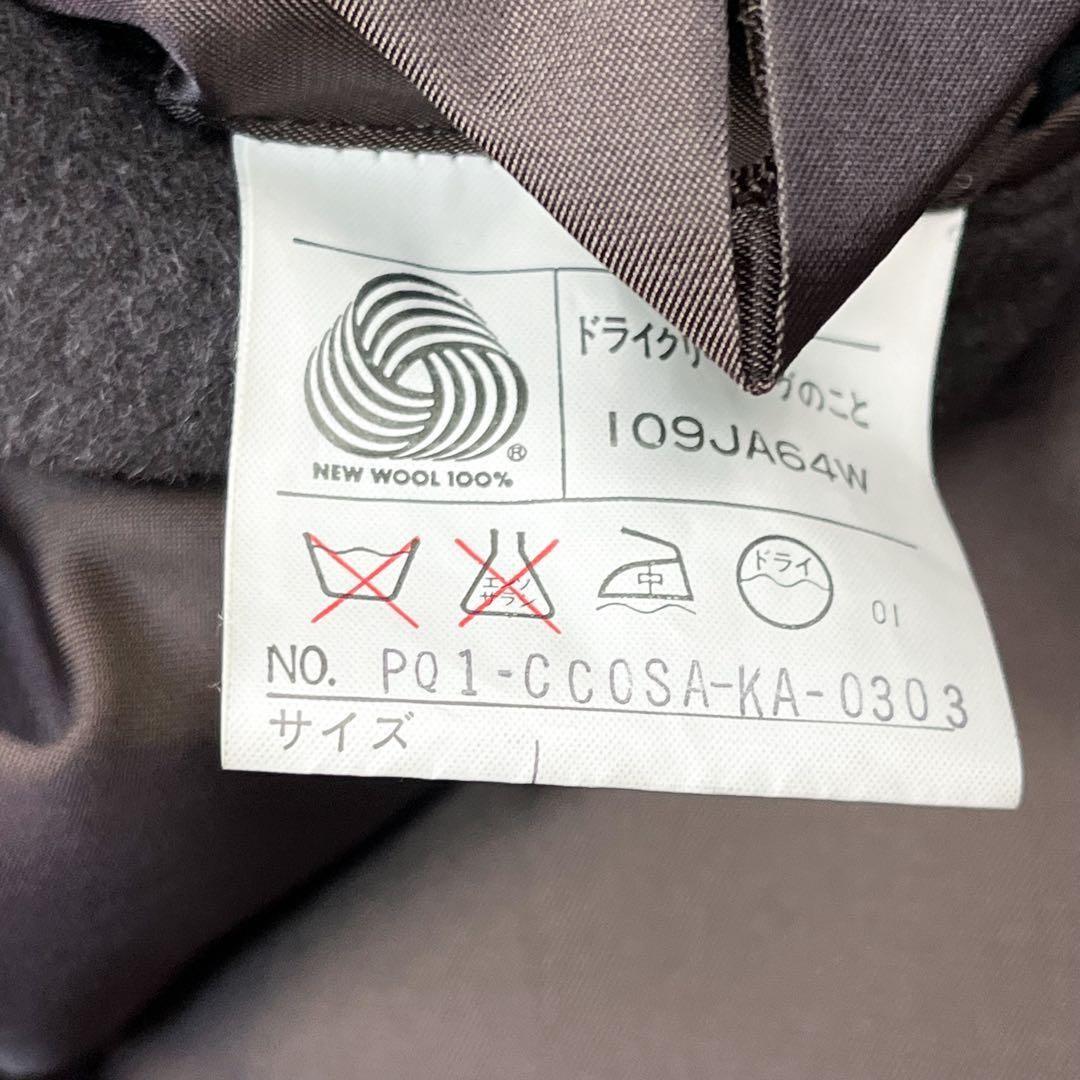 ドライクリ
グのこと
NEW WOOL 100%
®
109JA64W
エンソ
サラシ
中
ドライ
01
NO. PQ1-CCOSA-KA-0303
サイズ